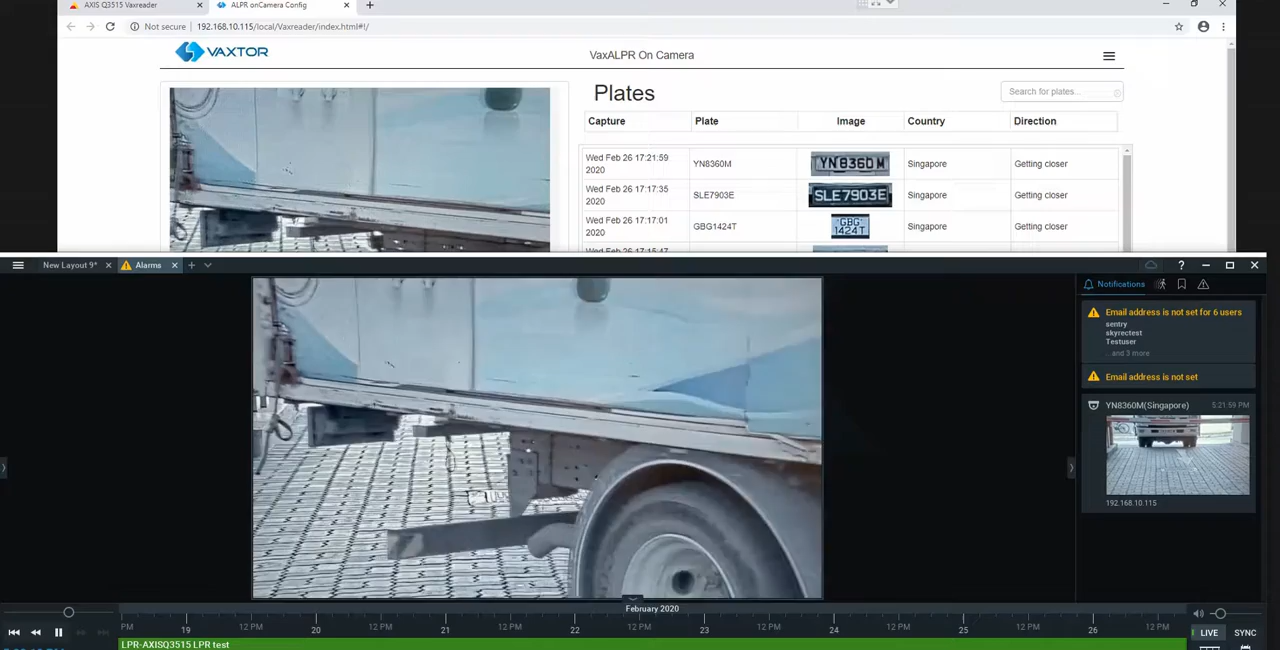 AXIS Q3515 Vaxreader
ALPR onCamera Config
Not secure
192.168.10.115/local/Vaxreader/index.html#!/
VAXTOR
VaxALPR On Camera
Plates
Search for plates...
Capture Plate Image Country Direction
Wed Feb 26 17:21:59
2020
YN8360M
YN8360M
Singapore
Getting closer
Wed Feb 26 17:17:35
2020
SLE7903E
SLE7903E
Singapore
Getting closer
Wed Feb 26 17:17:01
2020
GBG1424T
GBG
1424T
Singapore
Getting closer
Wed Feb 26 17:15:47
New Layout 9*
Alarms
Notifications
Email address is not set for 6 users
sentry
skyrectest
Testuser
... and 3 more
Email address is not set
YN8360M(Singapore) 5:21:59 PM
192.168.10.115
February 2020
PM 19 12 PM 20 12 PM 21 12 PM 22 12 PM 23 12 PM 24 12 PM 25 12 PM 26 12 PM
LIVE
SYNC
LPR-AXISQ3515 LPR test